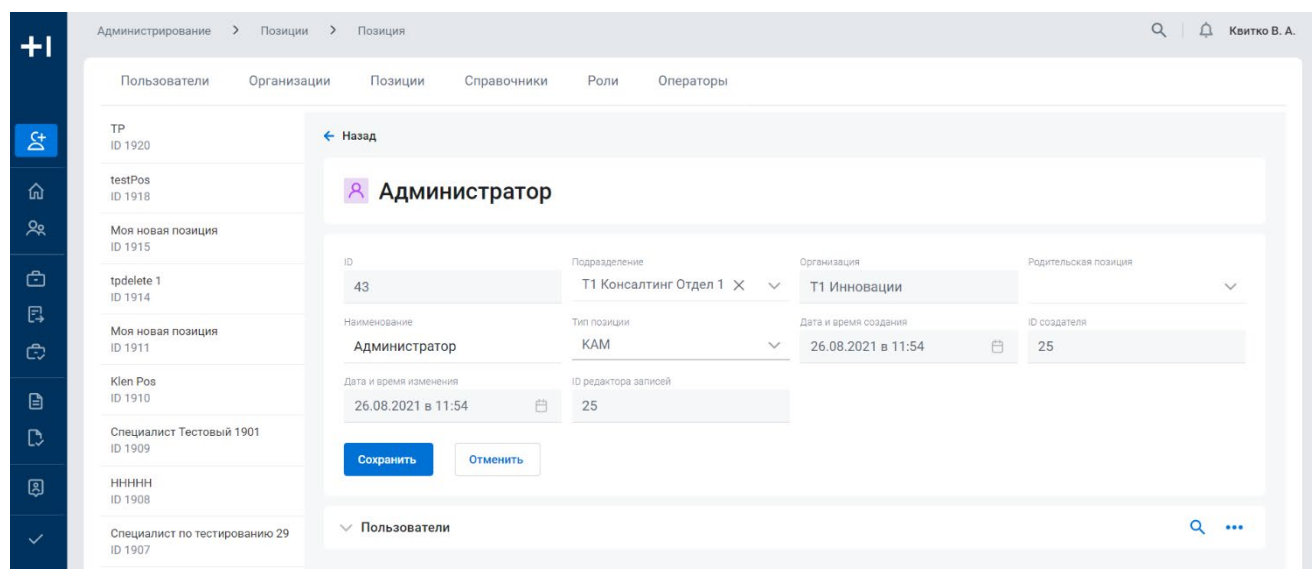 Администрирование > Позиции > Позиция
Квитко В. А.
Пользователи Организации Позиции Справочники Роли Операторы
TP
ID 1920
testPos
ID 1918
Моя новая позиция
ID 1915
tpdelete 1
ID 1914
Моя новая позиция
ID 1911
Klen Pos
ID 1910
Специалист Тестовый 1901
ID 1909
ННННН
ID 1908
Специалист по тестированию 29
ID 1907
Назад
Администратор
ID Подразделение Организация Родительская позиция
43 Т1 Консалтинг Отдел 1 Т1 Инновации
Наименование Тип позиции Дата и время создания ID создателя
Администратор КАМ 26.08.2021 в 11:54 25
Дата и время изменения ID редактора записей
26.08.2021 в 11:54 25
Сохранить Отменить
Пользователи